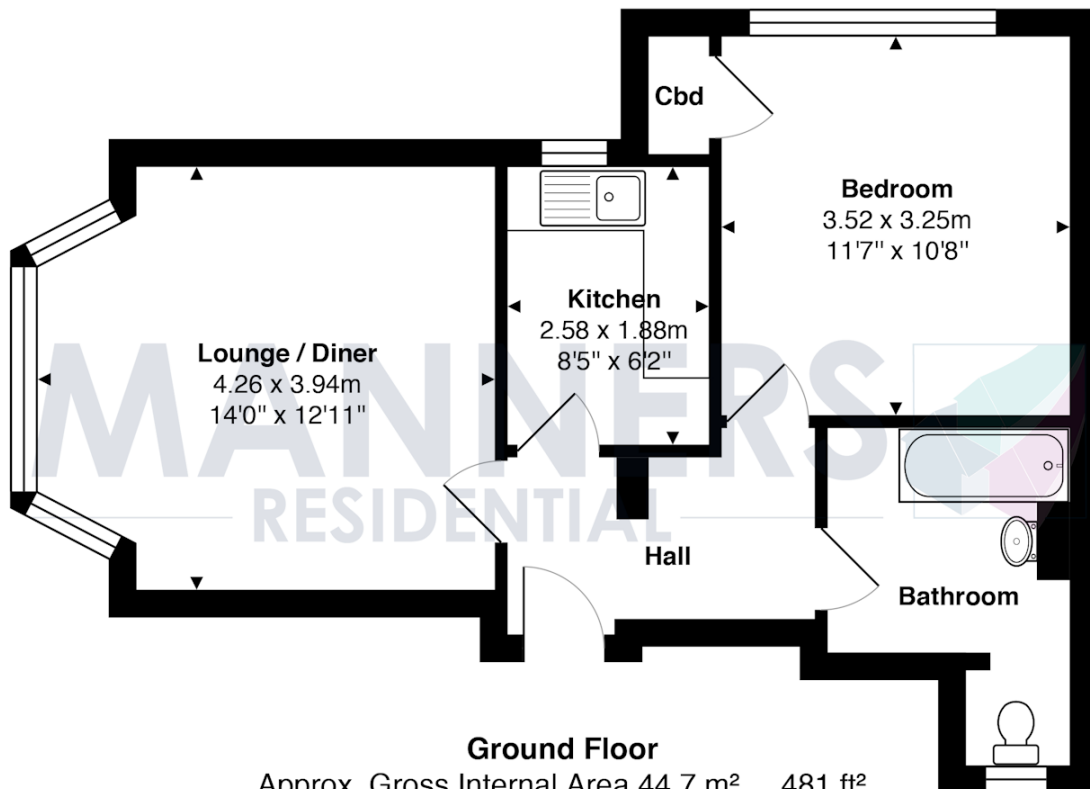 Cbd
Bedroom
3.52 x 3.25m
11'7" x 10'8"
Kitchen
2.58 x 1.88m
8'5" x 6'2"
Lounge / Diner
4.26 x 3.94m
14'0" x 12'11"
MANNERS
RESIDENTIAL
Hall
Bathroom
Ground Floor
Approx. Gross Internal Area 44.7 m² ... 481 ft²